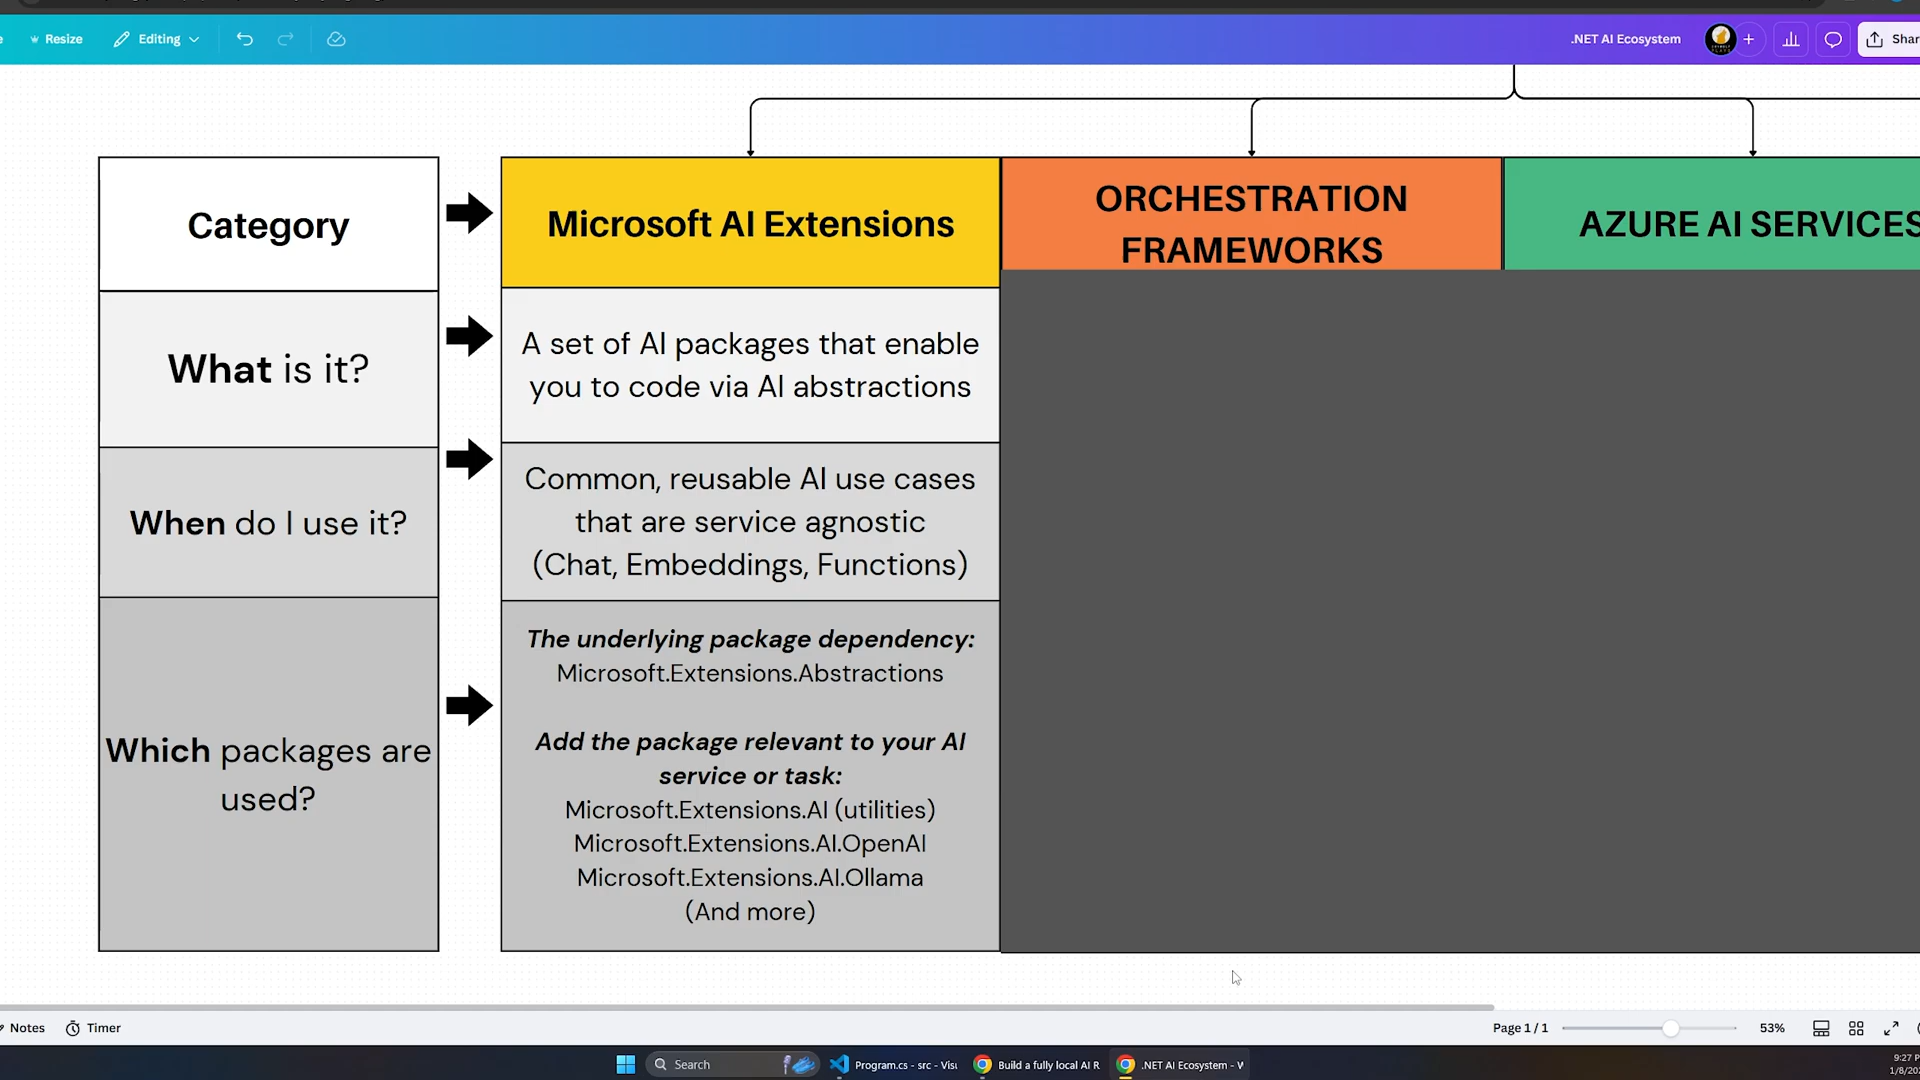 Resize
Editing
.NET AI Ecosystem
Category
Microsoft AI Extensions
ORCHESTRATION
FRAMEWORKS
AZURE AI SERVICES
What is it?
A set of AI packages that enable
you to code via AI abstractions
When do I use it?
Common, reusable AI use cases
that are service agnostic
(Chat, Embeddings, Functions)
Which packages are
used?
The underlying package dependency:
Microsoft.Extensions.Abstractions
Add the package relevant to your AI
service or task:
Microsoft.Extensions.AI (utilities)
Microsoft.Extensions.AI.OpenAI
Microsoft.Extensions.AI.Ollama
(And more)
Notes
Timer
Page 1 / 1
53%
Search
Program.cs - src - Visu
Build a fully local AI R
.NET AI Ecosystem - W
9:27 P
1/8/202